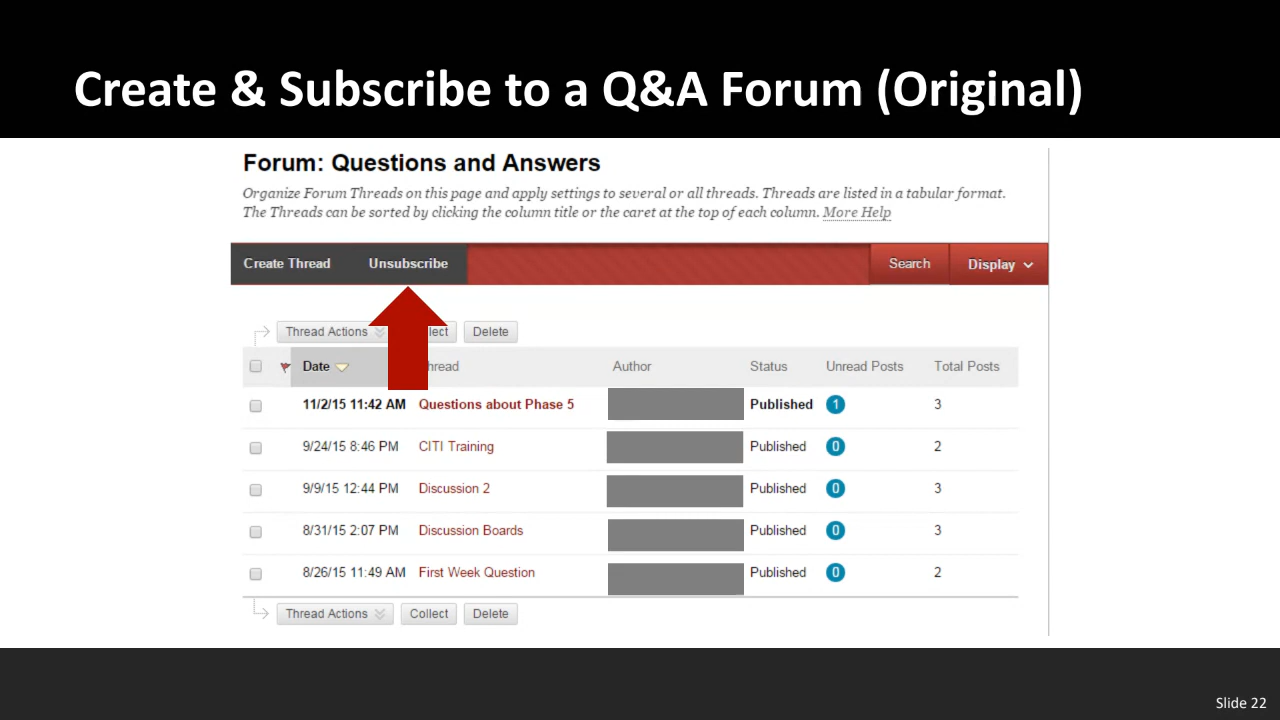 Create & Subscribe to a Q&A Forum (Original)
Forum: Questions and Answers
Organize Forum Threads on this page and apply settings to several or all threads. Threads are listed in a tabular format.
The Threads can be sorted by clicking the column title or the caret at the top of each column. More Help
Create Thread Unsubscribe Search Display
Thread Actions Delete
Date Author Status Unread Posts Total Posts
11/2/15 11:42 AM Questions about Phase 5 Published 1 3
9/24/15 8:46 PM CITI Training Published 0 2
9/9/15 12:44 PM Discussion 2 Published 0 3
8/31/15 2:07 PM Discussion Boards Published 0 3
8/26/15 11:49 AM First Week Question Published 0 2
Thread Actions Collect Delete
Slide 22